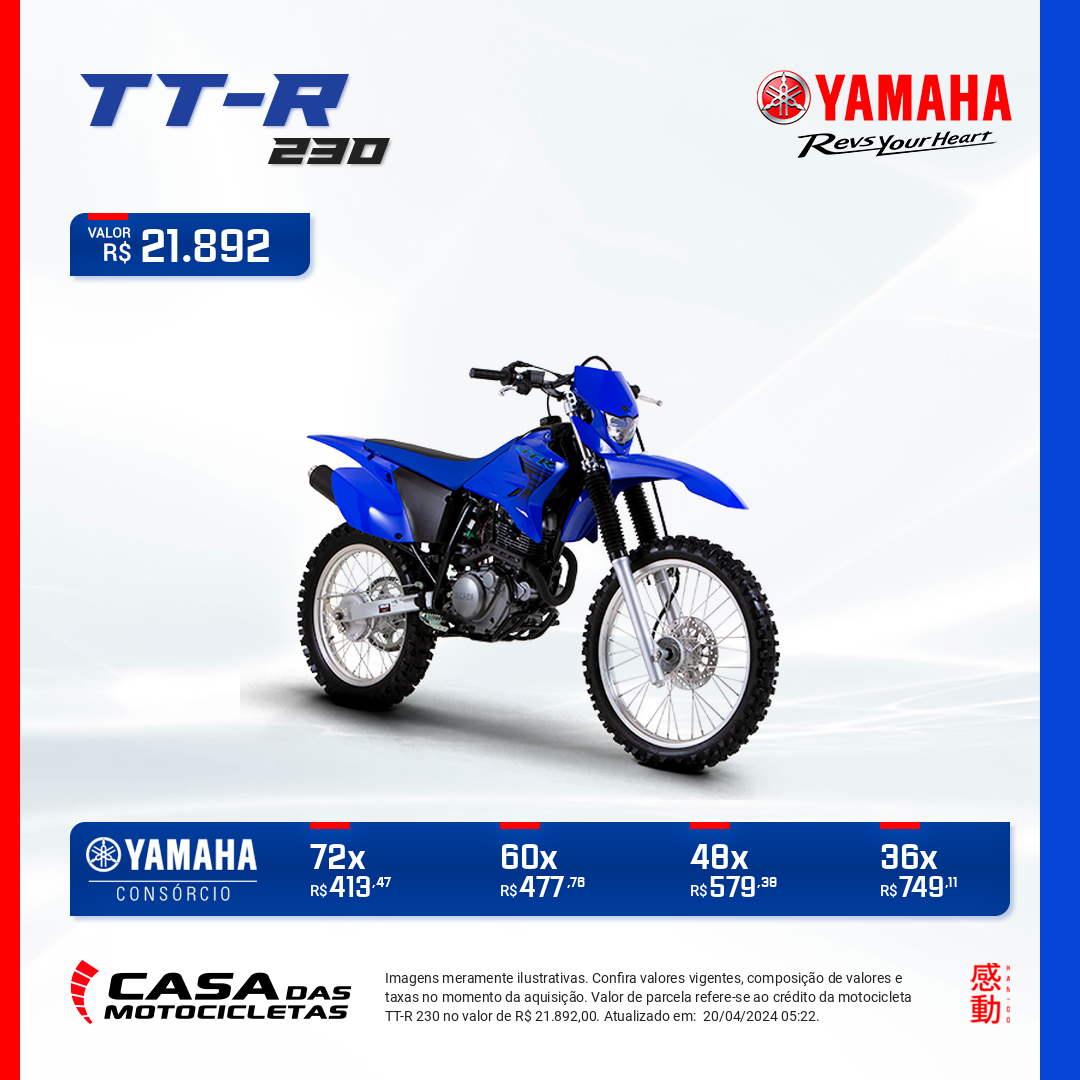 TT-R
230
YAMAHA
Revs Your Heart
VALOR
R$ 21.892
YAMAHA
CONSÓRCIO
72x
R$ 413,47
60x
R$ 477,78
48x
R$ 579,38
36x
R$ 749,11
CASA DAS
MOTOCICLETAS
Imagens meramente ilustrativas. Confira valores vigentes, composição de valores e
taxas no momento da aquisição. Valor de parcela refere-se ao crédito da motocicleta
TT-R 230 no valor de R$ 21.892,00. Atualizado em: 20/04/2024 05:22.
感動